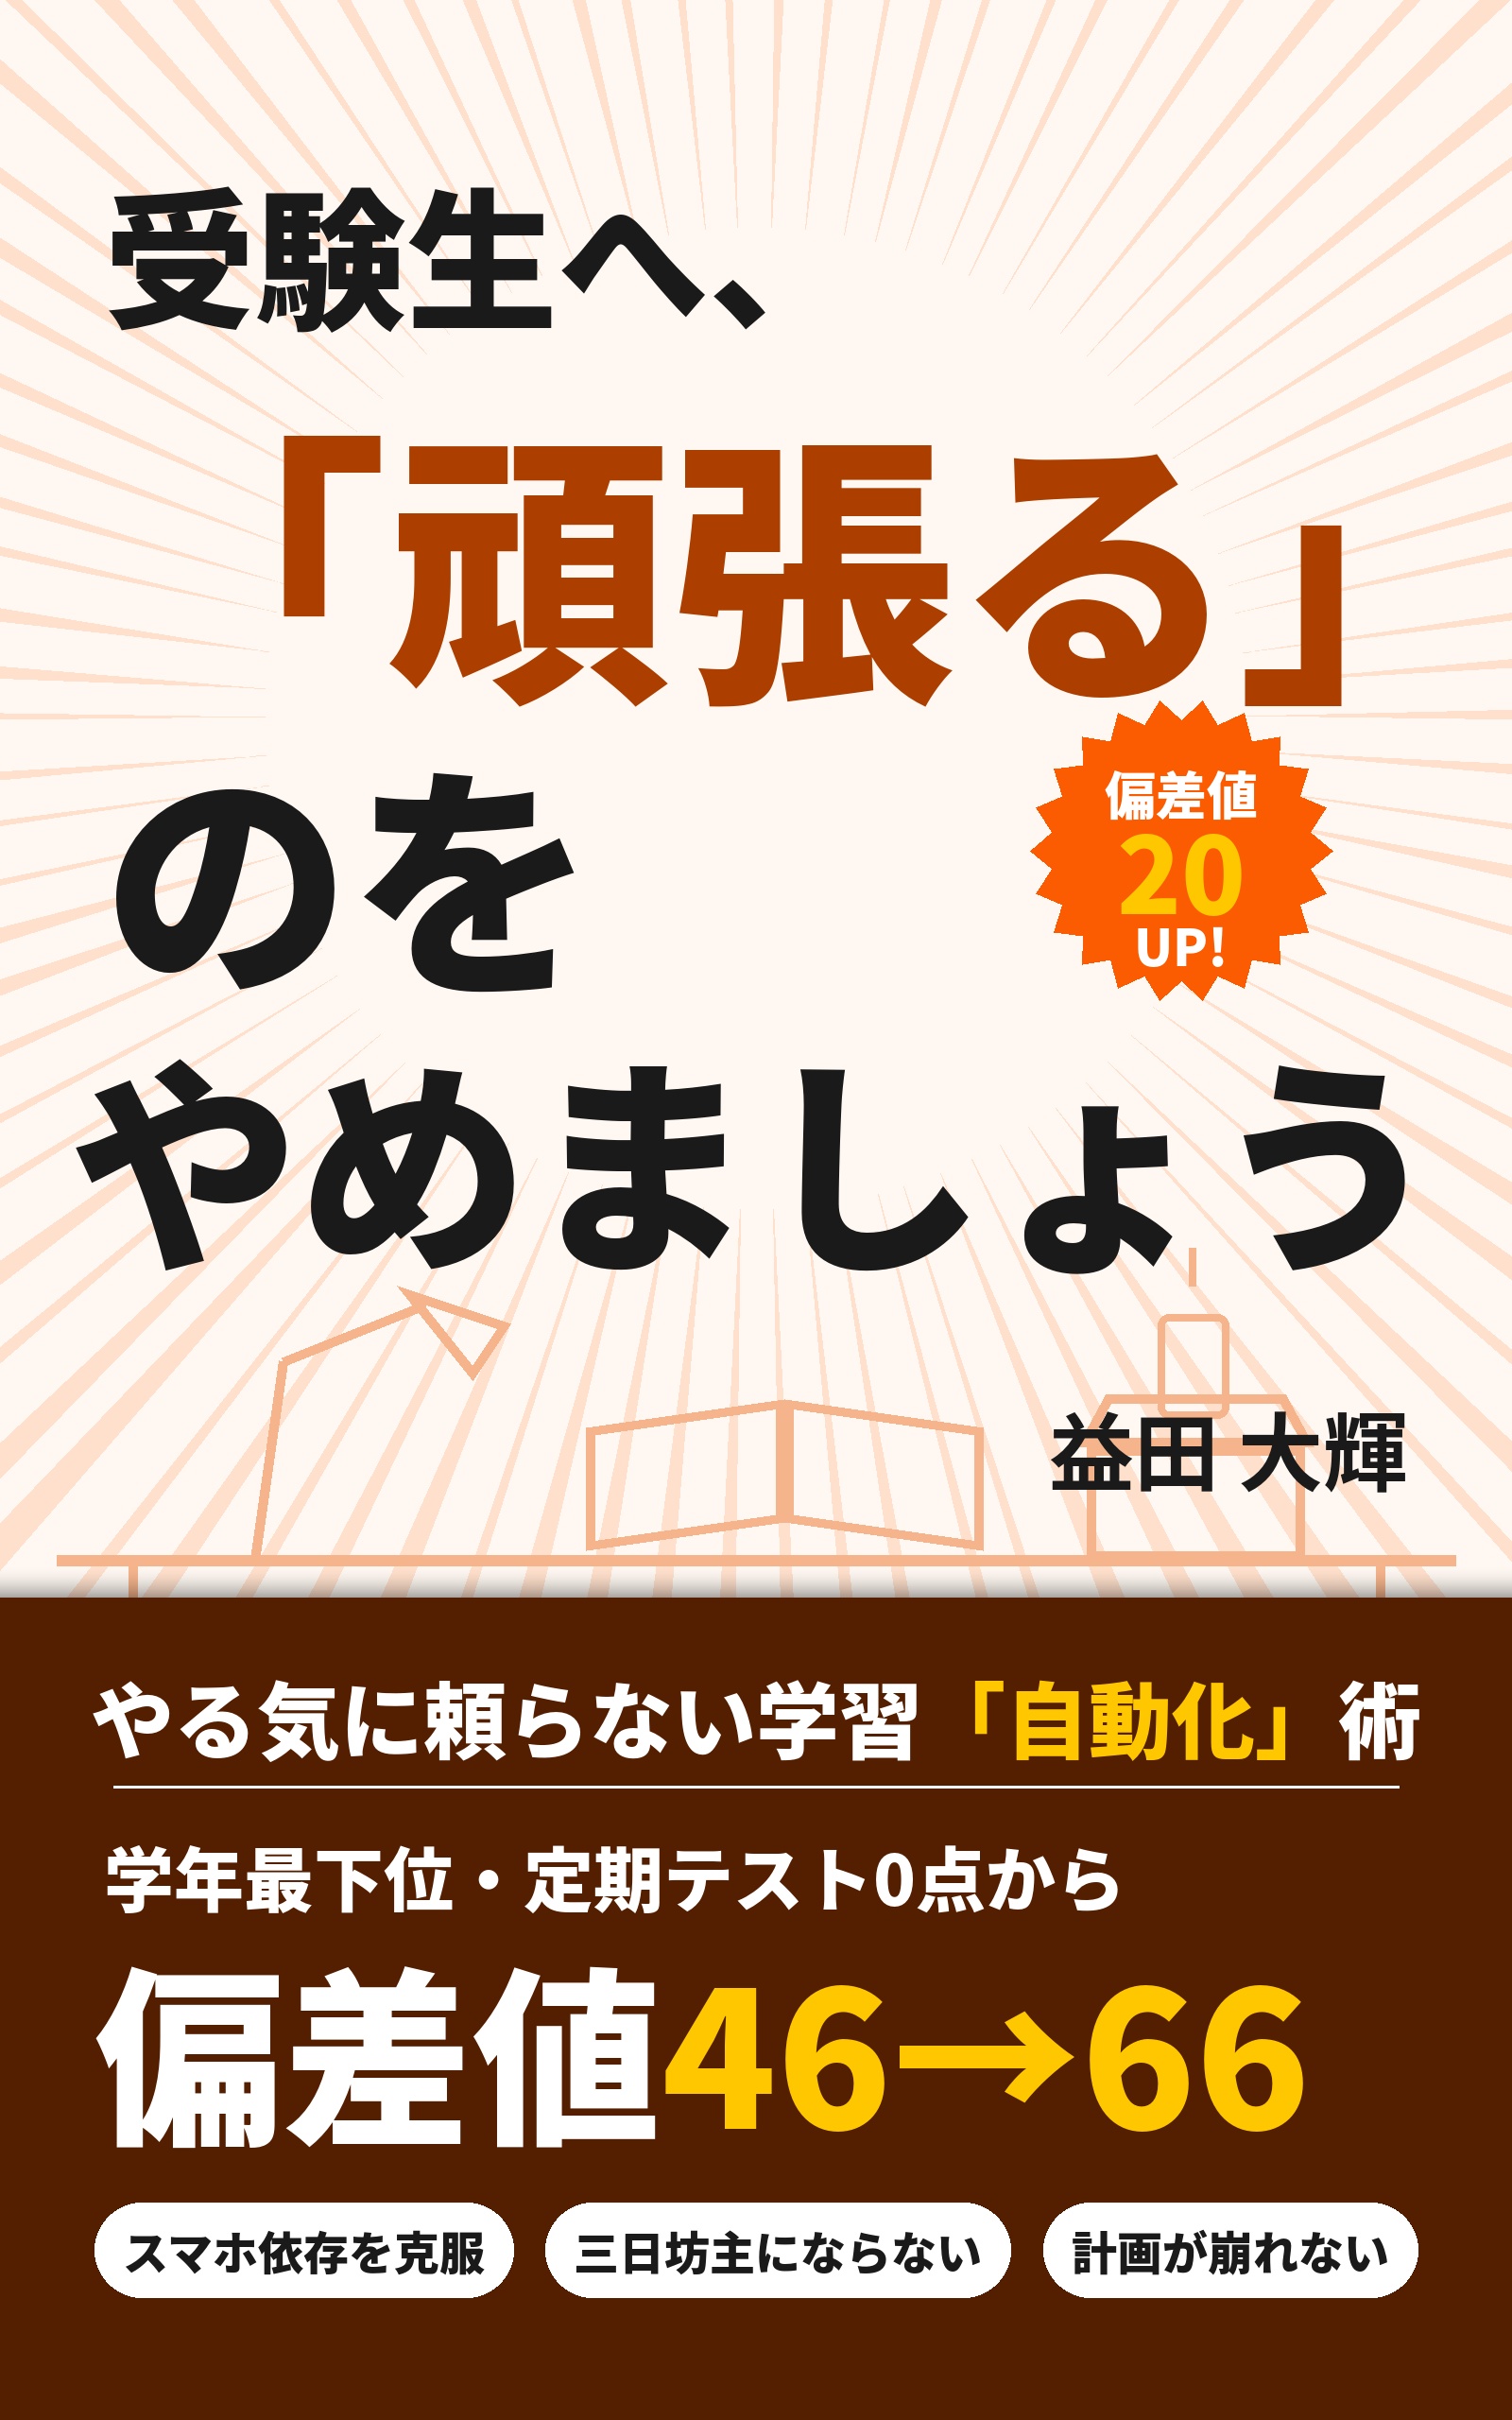 受験生へ、
「頑張る」
のを
偏差値
20
UP!
やめましょう
益田 大輝
やる気に頼らない学習「自動化」術
学年最下位・定期テスト0点から
偏差値46→66
スマホ依存を克服
三日坊主にならない
計画が崩れない